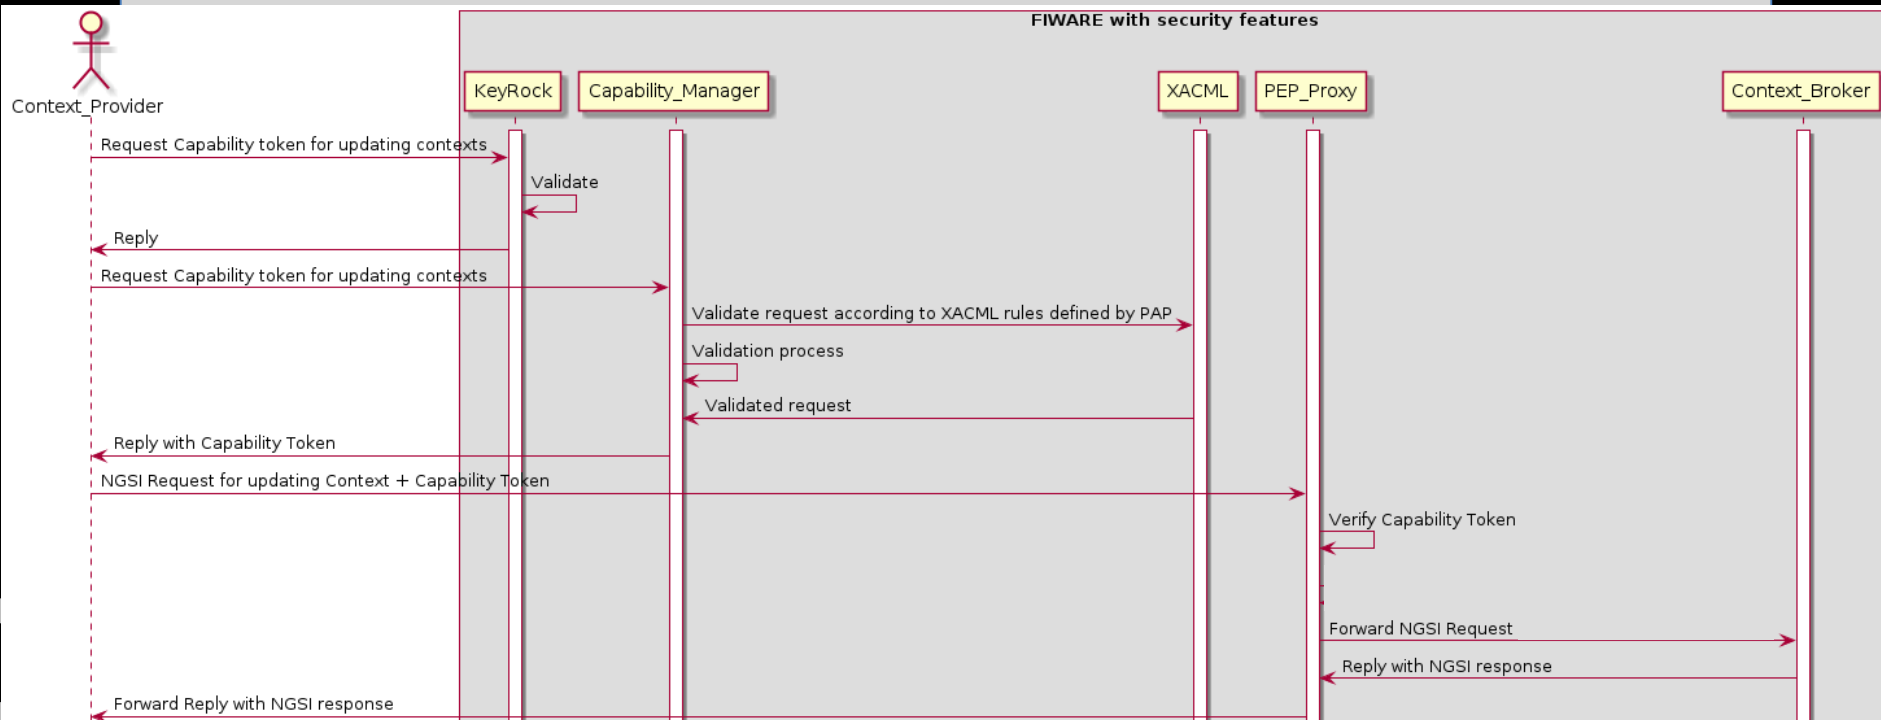 FIWARE with security features
KeyRock
Capability_Manager
XACML
PEP_Proxy
Context_Broker
Context_Provider
Request Capability token for updating contexts
Validate
Reply
Request Capability token for updating contexts
Validate request according to XACML rules defined by PAP
Validation process
Validated request
Reply with Capability Token
NGSI Request for updating Context + Capability Token
Verify Capability Token
Forward NGSI Request
Reply with NGSI response
Forward Reply with NGSI response